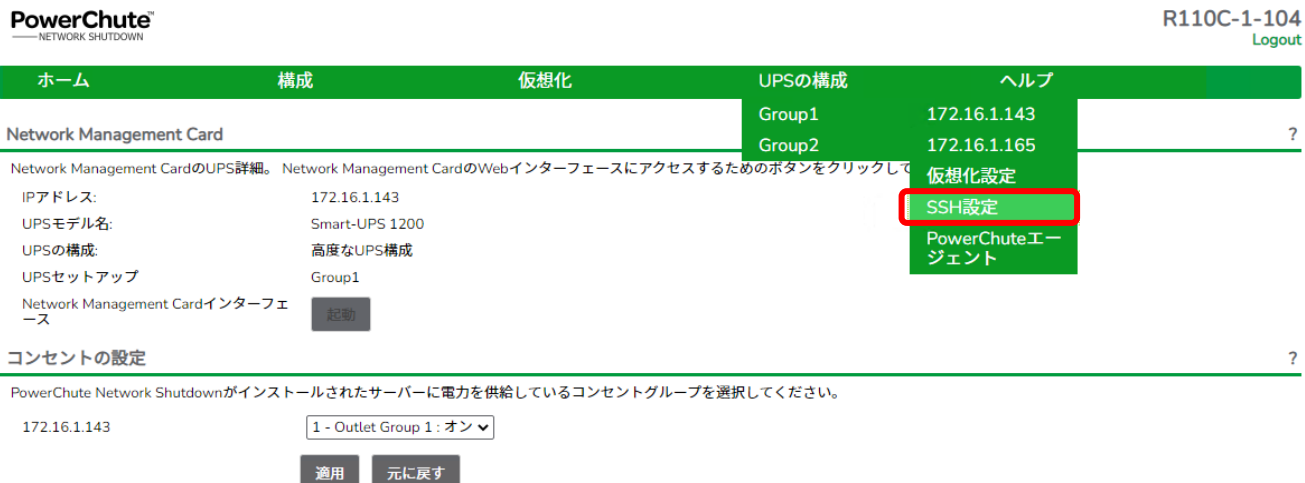 PowerChute™
NETWORK SHUTDOWN
R110C-1-104
Logout
ホーム 構成 仮想化 UPSの構成 ヘルプ
Group1 172.16.1.143
Group2 172.16.1.165
仮想化設定
SSH設定
PowerChuteエー
ジェント
Network Management Card ?
Network Management CardのUPS詳細。 Network Management CardのWebインターフェースにアクセスするためのボタンをクリックして
IPアドレス: 172.16.1.143
UPSモデル名: Smart-UPS 1200
UPSの構成: 高度なUPS構成
UPSセットアップ Group1
Network Management Cardインターフェ
ース 起動
コンセントの設定 ?
PowerChute Network Shutdownがインストールされたサーバーに電力を供給しているコンセントグループを選択してください。
172.16.1.143 1 - Outlet Group 1 : オン
適用 元に戻す